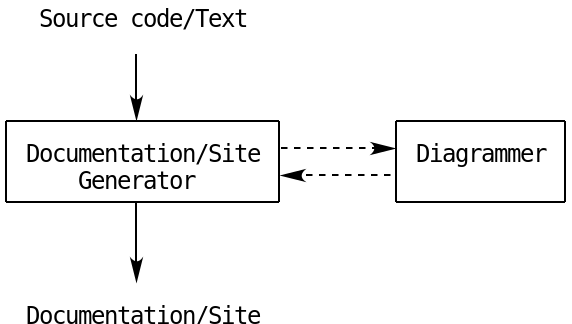 Source code/Text
Documentation/Site
Generator
Diagrammer
Documentation/Site